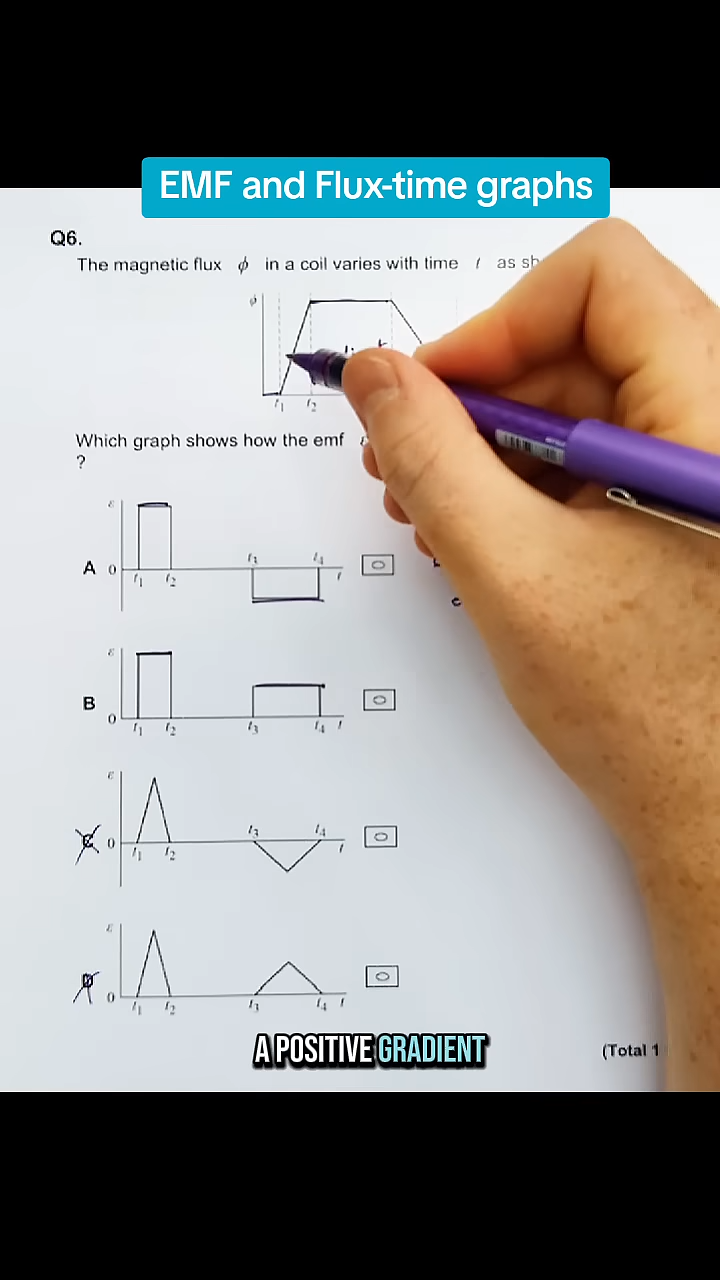 EMF and Flux-time graphs
Q6.
The magnetic flux ϕ in a coil varies with time t as
ϕ
t₁ t₂
Which graph shows how the emf ε
?
A ε 0 t₁ t₂ t₃ t₄ t
B ε 0 t₁ t₂ t₃ t₄ t
C ε 0 t₁ t₂ t₃ t₄ t
D ε 0 t₁ t₂ t₃ t₄ t
A POSITIVE GRADIENT
(Total 1